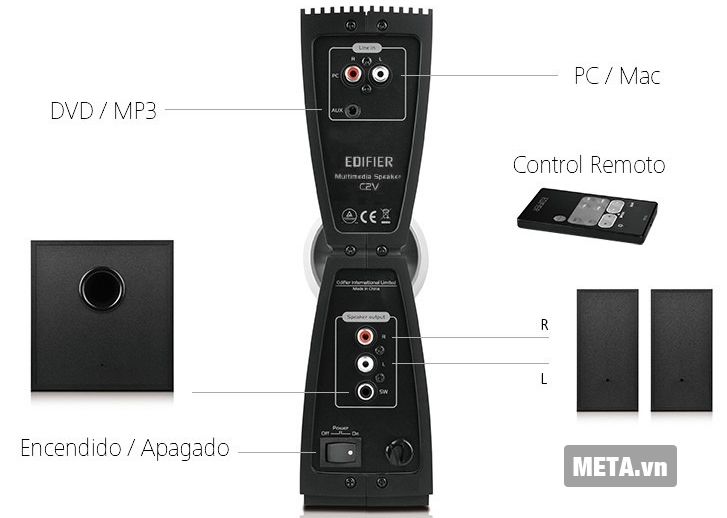 Line in
R L
PC
PC / Mac
DVD / MP3
AUX
EDIFIER
Multimedia Speaker
C2V
Control Remoto
EDIFIER
Edifier International Limited
Made in China
Speaker output
R
R
L
L
SW
Power
Off On
Encendido / Apagado
META.vn